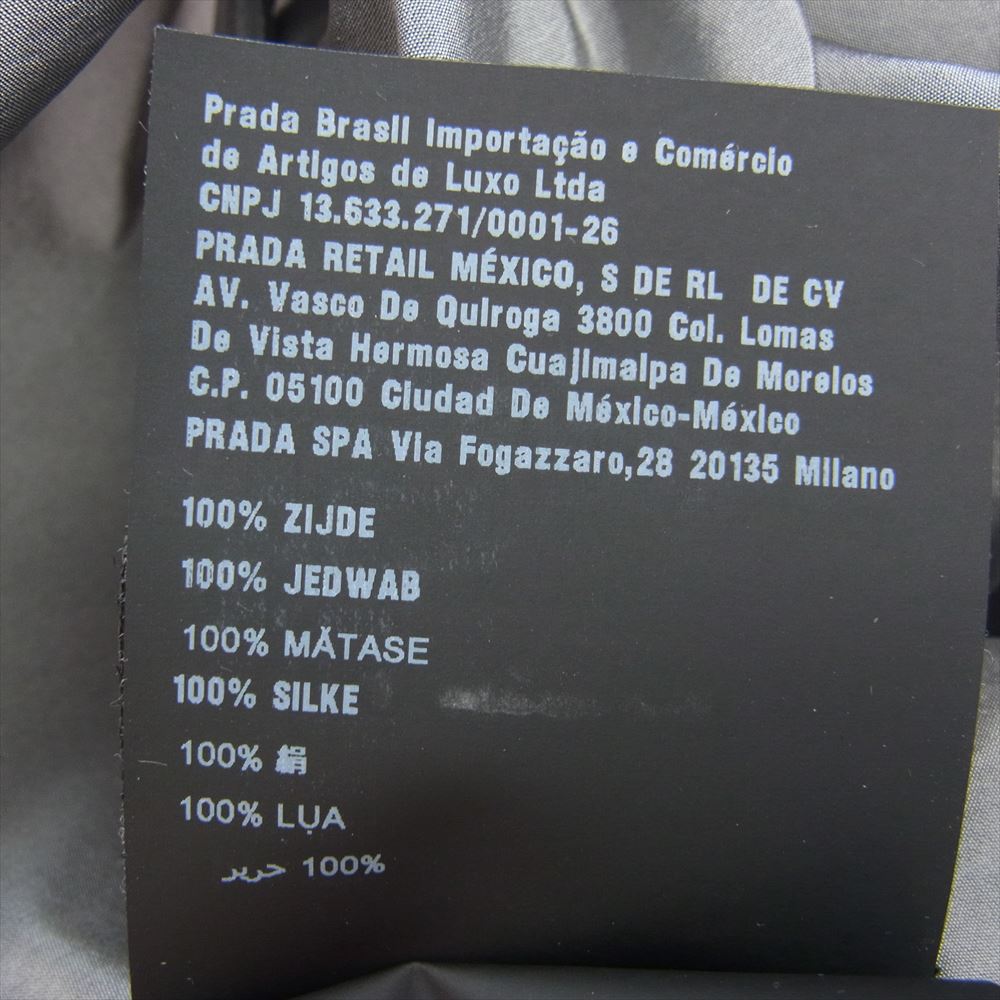 Prada Brasil Importação e Comércio
de Artigos de Luxo Ltda
CNPJ 13.633.271/0001-26
PRADA RETAIL MÉXICO, S DE RL DE CV
AV. Vasco De Quiroga 3800 Col. Lomas
De Vista Hermosa Cuajimalpa De Morelos
C.P. 05100 Ciudad De México-México
PRADA SPA Via Fogazzaro,28 20135 Milano
100% ZIJDE
100% JEDWAB
100% MĂTASE
100% SILKE
100% 絹
100% LỤA
100% حرير